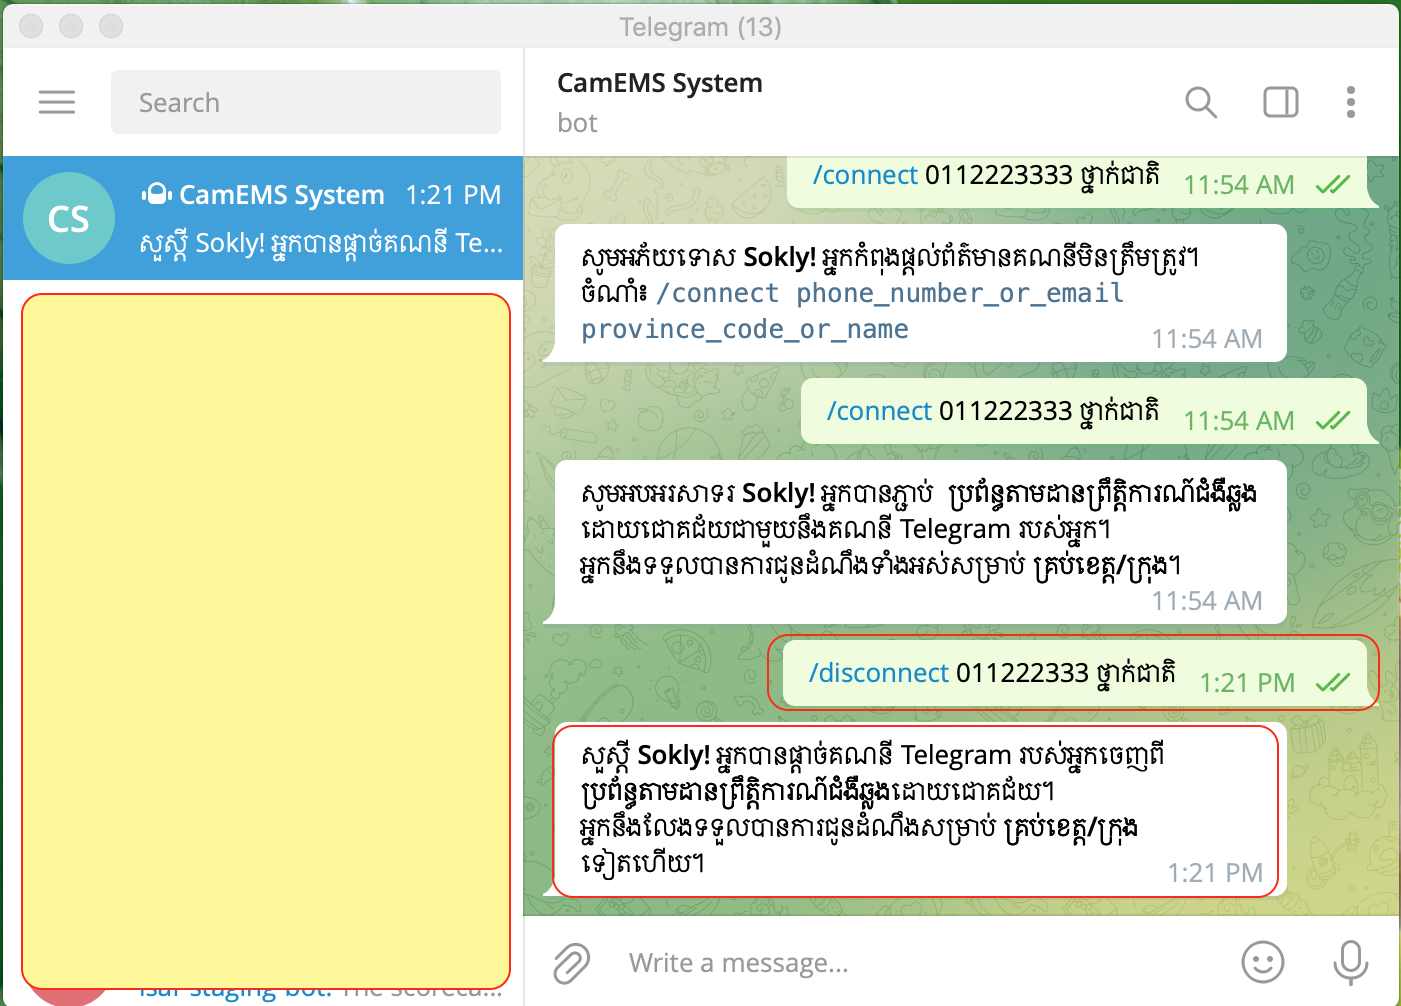 Telegram (13)
Search
CS
CamEMS System 1:21 PM
សួស្តី Sokly! អ្នកបានផ្តាច់គណនី Te...
CamEMS System
bot
/connect 0112223333 ថ្នាក់ជាតិ 11:54 AM
សូមអភ័យទោស Sokly! អ្នកកំពុងផ្តល់ព័ត៌មានគណនីមិនត្រឹមត្រូវ។
ចំណាំ៖ /connect phone_number_or_email
province_code_or_name
11:54 AM
/connect 011222333 ថ្នាក់ជាតិ 11:54 AM
សូមអបអរសាទរ Sokly! អ្នកបានភ្ជាប់ ប្រព័ន្ធតាមដានព្រឹត្តិការណ៍ជំងឺឆ្លង
ដោយជោគជ័យជាមួយនឹងគណនី Telegram របស់អ្នក។
អ្នកនឹងទទួលបានការជូនដំណឹងទាំងអស់សម្រាប់ គ្រប់ខេត្ត/ក្រុង។
11:54 AM
/disconnect 011222333 ថ្នាក់ជាតិ 1:21 PM
សួស្តី Sokly! អ្នកបានផ្តាច់គណនី Telegram របស់អ្នកចេញពី
ប្រព័ន្ធតាមដានព្រឹត្តិការណ៍ជំងឺឆ្លងដោយជោគជ័យ។
អ្នកនឹងលែងទទួលបានការជូនដំណឹងសម្រាប់ គ្រប់ខេត្ត/ក្រុង
ទៀតហើយ។
1:21 PM
Write a message...
staging bot: The scoreca...